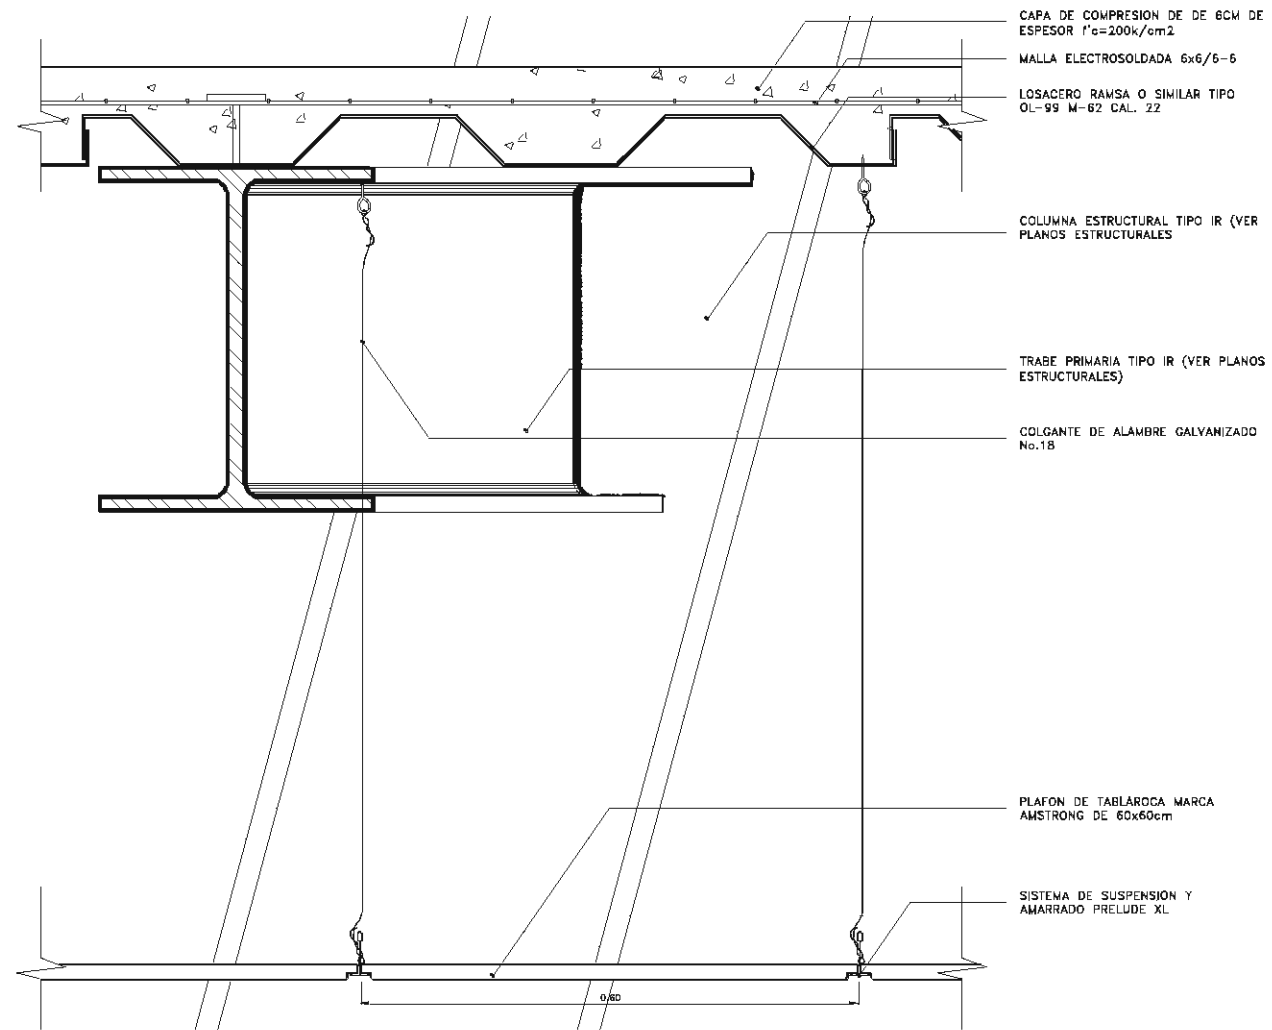 CAPA DE COMPRESION DE DE 6CM DE
ESPESOR f'c=200k/cm2
MALLA ELECTROSOLDADA 6x6/6-6
LOSACERO RAMSA O SIMILAR TIPO
QL-99 M-62 CAL. 22
COLUMNA ESTRUCTURAL TIPO IR (VER
PLANOS ESTRUCTURALES
TRABE PRIMARIA TIPO IR (VER PLANOS
ESTRUCTURALES)
COLGANTE DE ALAMBRE GALVANIZADO
No.18
PLAFON DE TABLAROCA MARCA
AMSTRONG DE 60x60cm
SISTEMA DE SUSPENSION Y
AMARRADO PRELUDE XL
0.60